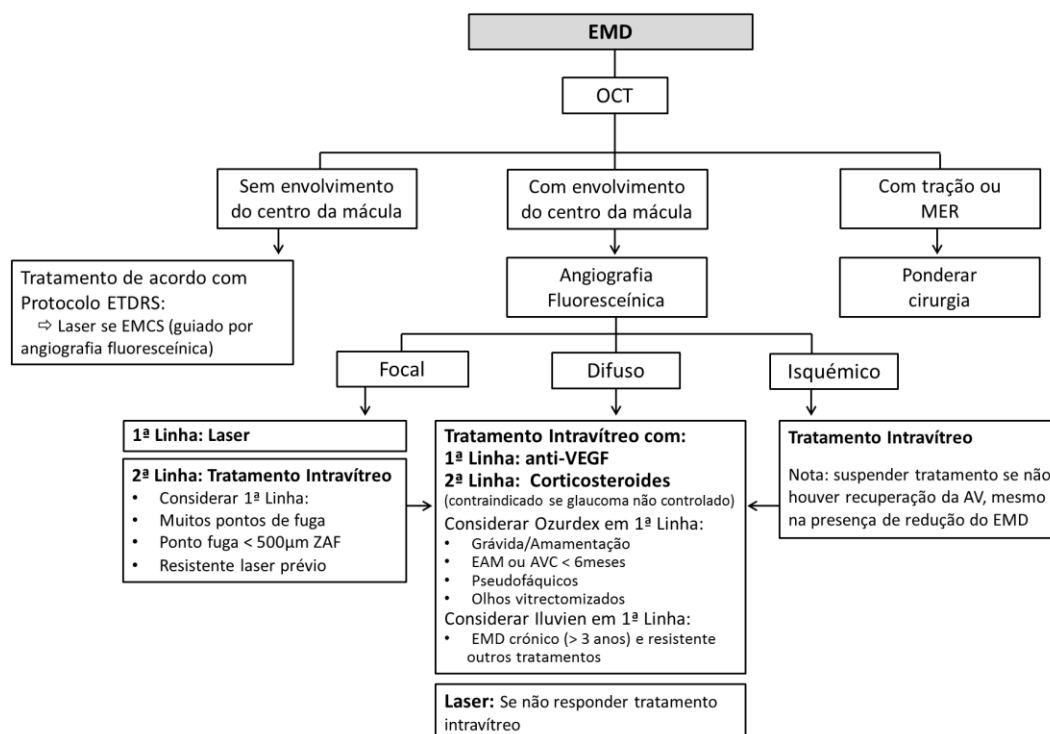 EMD
OCT
Sem envolvimento
do centro da mácula
Com envolvimento
do centro da mácula
Com tração ou
MER
Tratamento de acordo com
Protocolo ETDRS:
⇨ Laser se EMCS (guiado por
angiografia fluoresceínica)
Angiografia
Fluoresceínica
Ponderar
cirurgia
Focal
Difuso
Isquémico
1ª Linha: Laser
2ª Linha: Tratamento Intravítreo
• Considerar 1ª Linha:
• Muitos pontos de fuga
• Ponto fuga < 500µm ZAF
• Resistente laser prévio
Tratamento Intravítreo com:
1ª Linha: anti-VEGF
2ª Linha: Corticosteroides
(contraindicado se glaucoma não controlado)
Considerar Ozurdex em 1ª Linha:
• Grávida/Amamentação
• EAM ou AVC < 6meses
• Pseudofáquicos
• Olhos vitrectomizados
Considerar Iluvien em 1ª Linha:
• EMD crónico (> 3 anos) e resistente
outros tratamentos
Laser: Se não responder tratamento
intravítreo
Tratamento Intravítreo
Nota: suspender tratamento se não
houver recuperação da AV, mesmo
na presença de redução do EMD